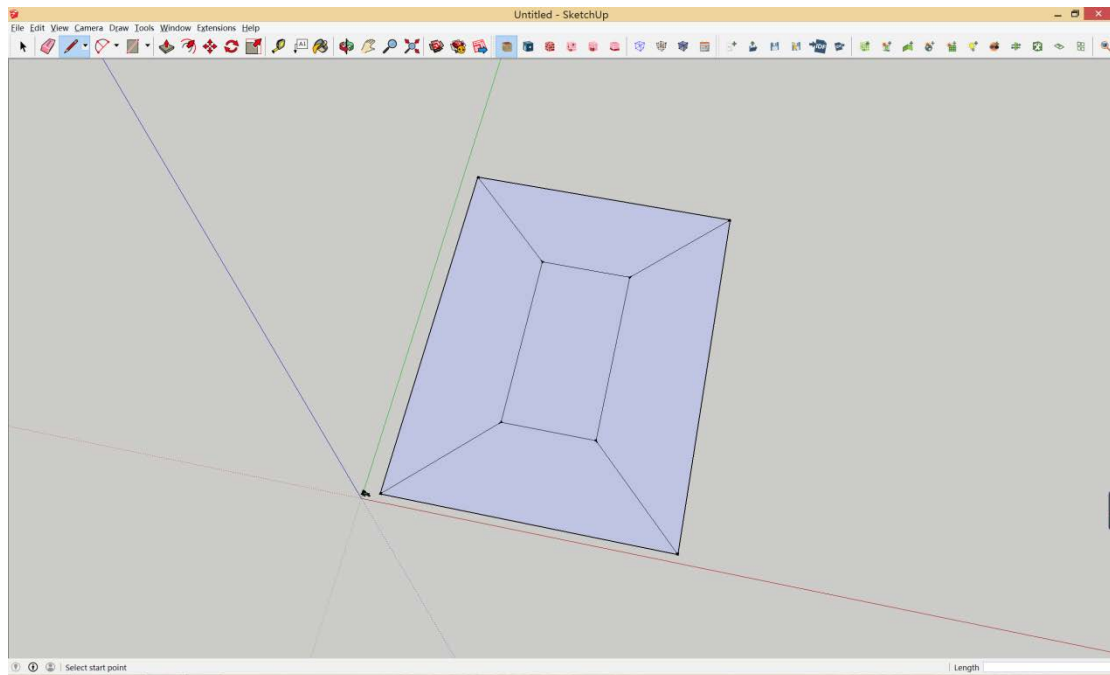 Untitled - SketchUp
File Edit View Camera Draw Tools Window Extensions Help
Select start point
Length